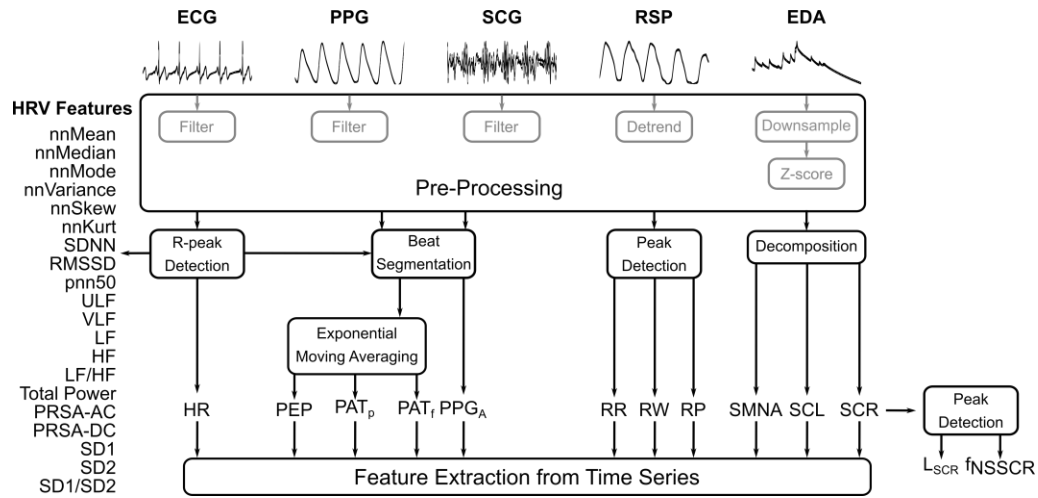 ECG PPG SCG RSP EDA
HRV Features
nnMean
nnMedian
nnMode
nnVariance
nnSkew
nnKurt
SDNN
RMSSD
pnn50
ULF
VLF
LF
HF
LF/HF
Total Power
PRSA-AC
PRSA-DC
SD1
SD2
SD1/SD2
Filter Filter Filter Detrend Downsample
Z-score
Pre-Processing
R-peak
Detection
Beat
Segmentation
Peak
Detection
Decomposition
Exponential
Moving Averaging
HR PEP PATp PATf PPGA RR RW RP SMNA SCL SCR
Peak
Detection
LSCR fNSSCR
Feature Extraction from Time Series